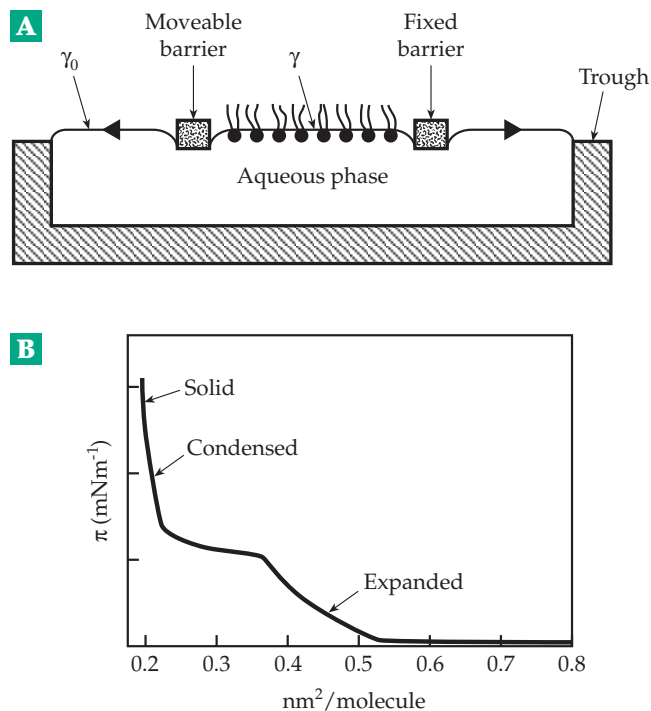 A
Moveable
barrier
Fixed
barrier
γ₀
γ
Trough
Aqueous phase
B
Solid
Condensed
Expanded
π (mNm⁻¹)
0.2 0.3 0.4 0.5 0.6 0.7 0.8
nm²/molecule